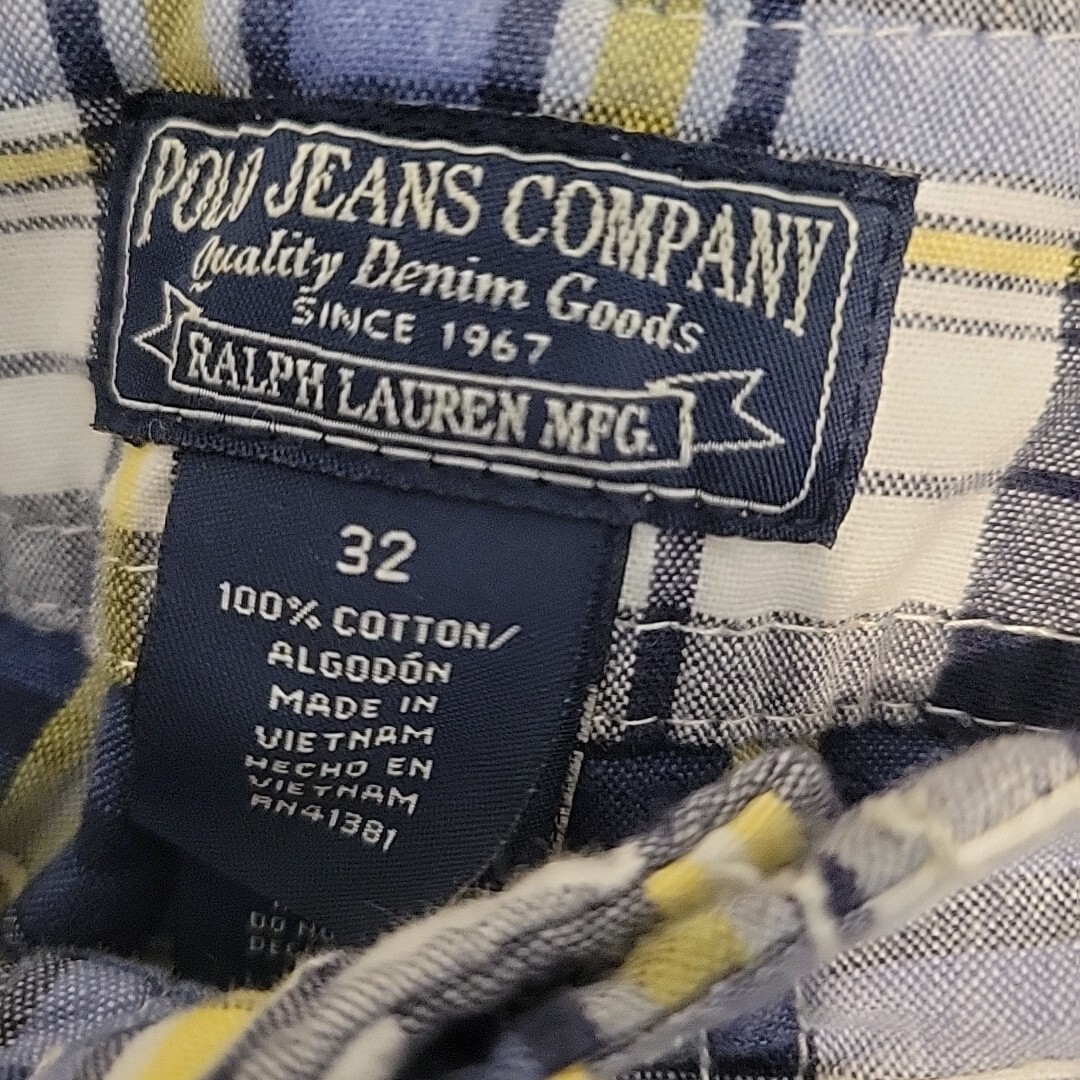 POLO JEANS COMPANY
Quality Denim Goods
SINCE 1967
RALPH LAUREN MFG.
32
100% COTTON/
ALGODÓN
MADE IN
VIETNAM
HECHO EN
VIETNAM
RN41381
DO